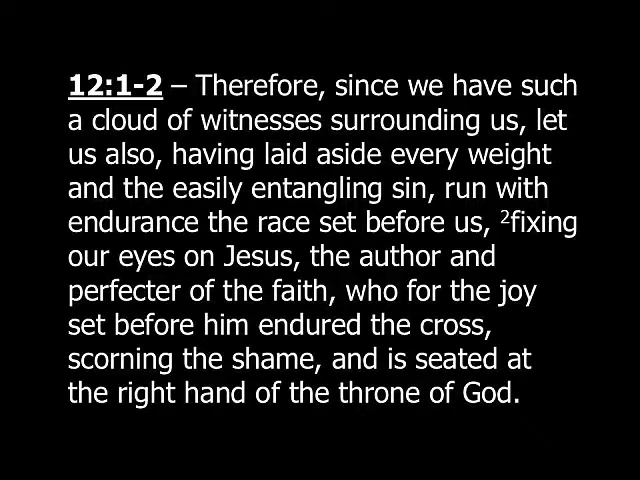 12:1-2 – Therefore, since we have such
a cloud of witnesses surrounding us, let
us also, having laid aside every weight
and the easily entangling sin, run with
endurance the race set before us, ²fixing
our eyes on Jesus, the author and
perfecter of the faith, who for the joy
set before him endured the cross,
scorning the shame, and is seated at
the right hand of the throne of God.